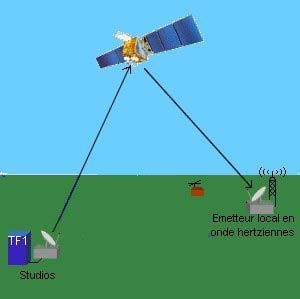 TF1
Studios
Emetteur local en
onde hertziennes